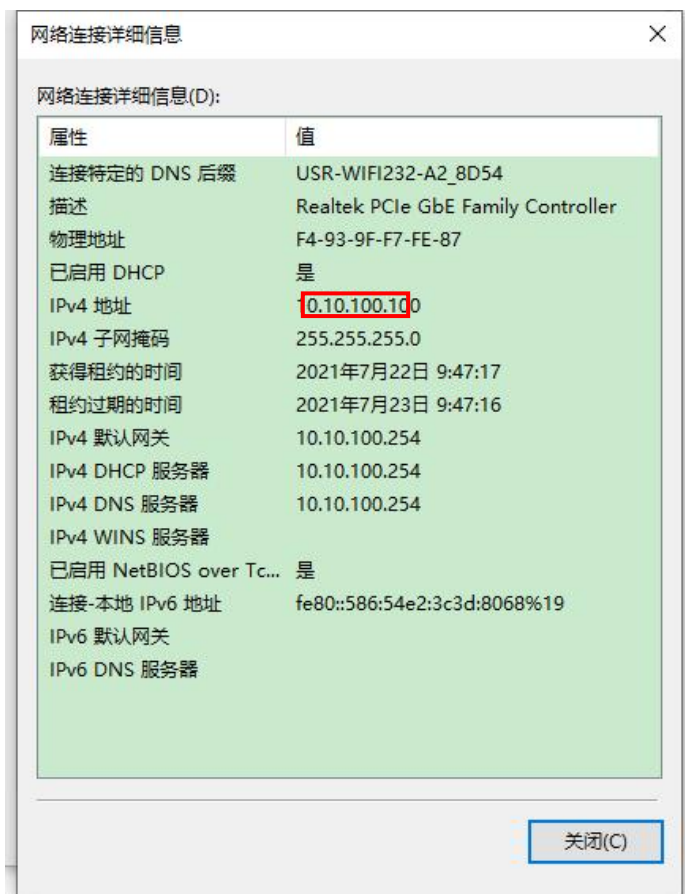 网络连接详细信息
网络连接详细信息(D):
属性 值
连接特定的 DNS 后缀 USR-WIFI232-A2_8D54
描述 Realtek PCIe GbE Family Controller
物理地址 F4-93-9F-F7-FE-87
已启用 DHCP 是
IPv4 地址 10.10.100.100
IPv4 子网掩码 255.255.255.0
获得租约的时间 2021年7月22日 9:47:17
租约过期的时间 2021年7月23日 9:47:16
IPv4 默认网关 10.10.100.254
IPv4 DHCP 服务器 10.10.100.254
IPv4 DNS 服务器 10.10.100.254
IPv4 WINS 服务器
已启用 NetBIOS over Tc... 是
连接-本地 IPv6 地址 fe80::586:54e2:3c3d:8068%19
IPv6 默认网关
IPv6 DNS 服务器
关闭(C)